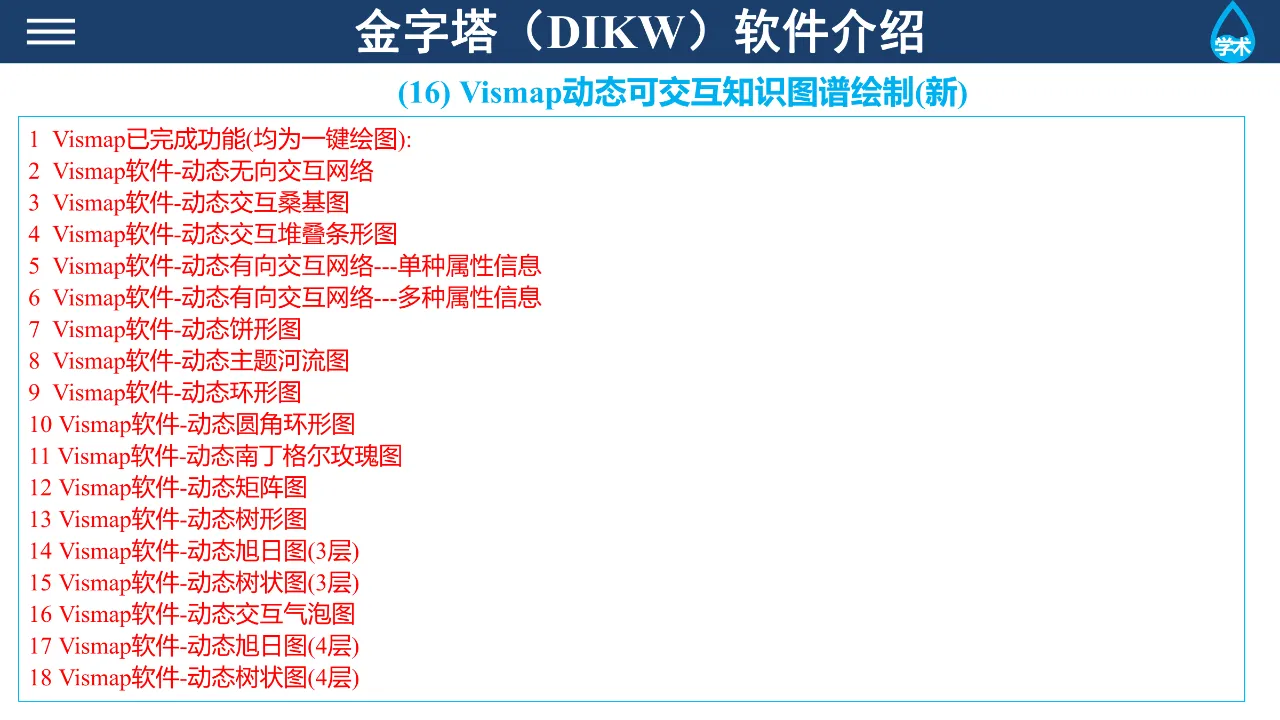 金字塔（DIKW）软件介绍
学术
(16) Vismap动态可交互知识图谱绘制(新)
1 Vismap已完成功能(均为一键绘图):
2 Vismap软件-动态无向交互网络
3 Vismap软件-动态交互桑基图
4 Vismap软件-动态交互堆叠条形图
5 Vismap软件-动态有向交互网络---单种属性信息
6 Vismap软件-动态有向交互网络---多种属性信息
7 Vismap软件-动态饼形图
8 Vismap软件-动态主题河流图
9 Vismap软件-动态环形图
10 Vismap软件-动态圆角环形图
11 Vismap软件-动态南丁格尔玫瑰图
12 Vismap软件-动态矩阵图
13 Vismap软件-动态树形图
14 Vismap软件-动态旭日图(3层)
15 Vismap软件-动态树状图(3层)
16 Vismap软件-动态交互气泡图
17 Vismap软件-动态旭日图(4层)
18 Vismap软件-动态树状图(4层)